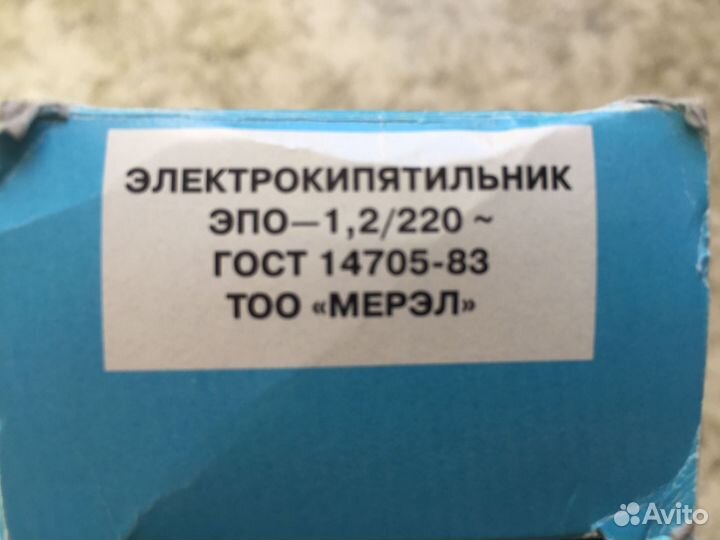 ЭЛЕКТРОКИПЯТИЛЬНИК
ЭПО—1,2/220 ~
ГОСТ 14705-83
ТОО «МЕРЭЛ»
Avito